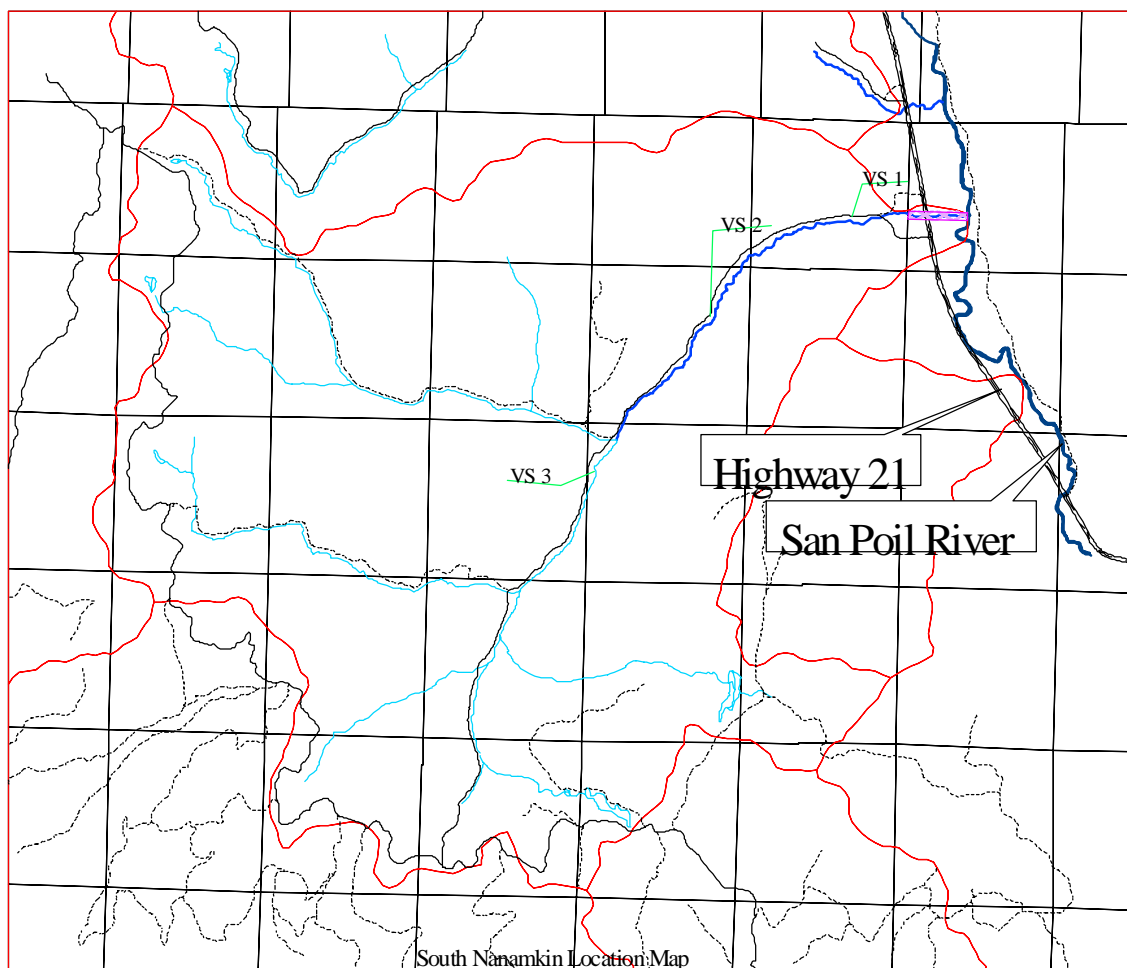 VS 1
VS 2
Highway 21
VS 3
San Poil River
South Nanamkin Location Map